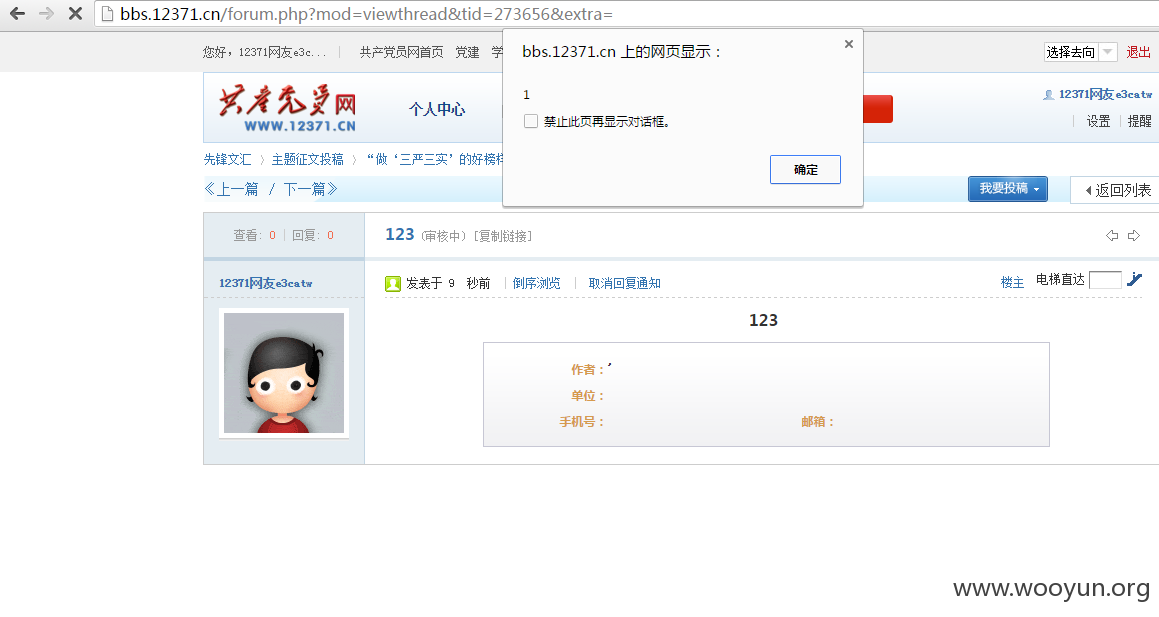 bbs.12371.cn/forum.php?mod=viewthread&tid=273656&extra=
您好，12371网友e3c... 共产党员网首页 党建 学
选择去向 退出
bbs.12371.cn 上的网页显示：
1
禁止此页再显示对话框。
确定
共产党员网
WWW.12371.CN
个人中心
12371网友e3catw
设置 提醒
先锋文汇 〉 主题征文投稿 〉 “做‘三严三实’的好榜样
《上一篇 / 下一篇》
我要投稿
返回列表
查看: 0 回复: 0
123 (审核中) [复制链接]
12371网友e3catw
发表于 9 秒前 倒序浏览 取消回复通知
楼主 电梯直达
123
作者：'
单位：
手机号： 邮箱：
www.wooyun.org